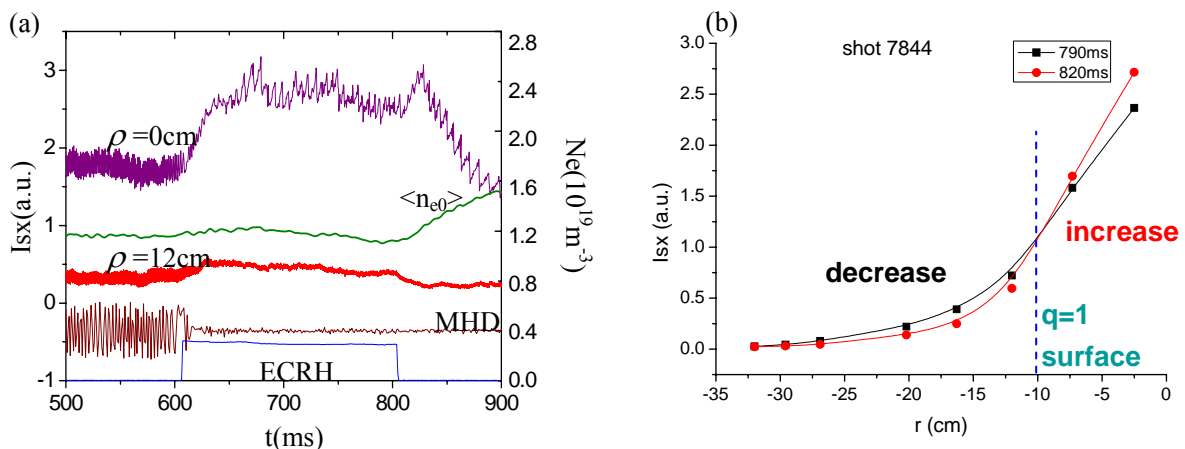 (a)
3
2
1
0
-1
Isx(a.u.)
2.8
2.4
2.0
1.6
1.2
0.8
0.4
0.0
Ne(10^19 m^-3)
ρ =0cm
<n_e0>
ρ =12cm
MHD
ECRH
500 600 700 800 900
t(ms)
(b)
shot 7844
790ms
820ms
3.0
2.5
2.0
1.5
1.0
0.5
0.0
Isx (a.u.)
increase
decrease
q=1
surface
-35 -30 -25 -20 -15 -10 -5 0
r (cm)